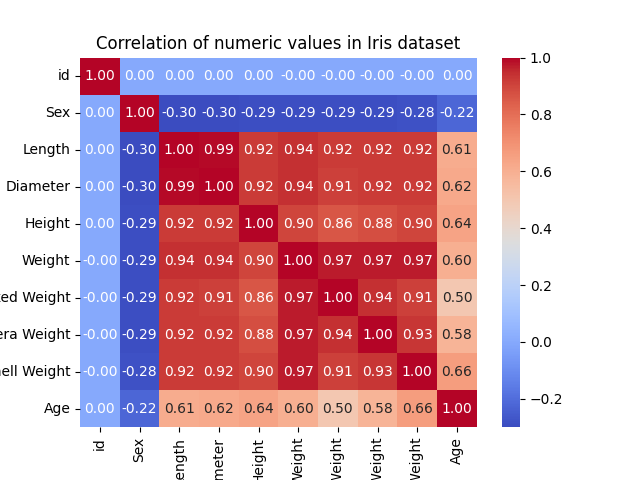 Correlation of numeric values in Iris dataset
id 1.00 0.00 0.00 0.00 0.00 -0.00 -0.00 -0.00 -0.00 0.00
Sex 0.00 1.00 -0.30 -0.30 -0.29 -0.29 -0.29 -0.29 -0.28 -0.22
Length 0.00 -0.30 1.00 0.99 0.92 0.94 0.92 0.92 0.92 0.61
Diameter 0.00 -0.30 0.99 1.00 0.92 0.94 0.91 0.92 0.92 0.62
Height 0.00 -0.29 0.92 0.92 1.00 0.90 0.86 0.88 0.90 0.64
Weight -0.00 -0.29 0.94 0.94 0.90 1.00 0.97 0.97 0.97 0.60
ked Weight -0.00 -0.29 0.92 0.91 0.86 0.97 1.00 0.94 0.91 0.50
era Weight -0.00 -0.29 0.92 0.92 0.88 0.97 0.94 1.00 0.93 0.58
ell Weight -0.00 -0.28 0.92 0.92 0.90 0.97 0.91 0.93 1.00 0.66
Age 0.00 -0.22 0.61 0.62 0.64 0.60 0.50 0.58 0.66 1.00
id Sex ength meter Height Weight Weight Weight Weight Age
1.0
0.8
0.6
0.4
0.2
0.0
−0.2